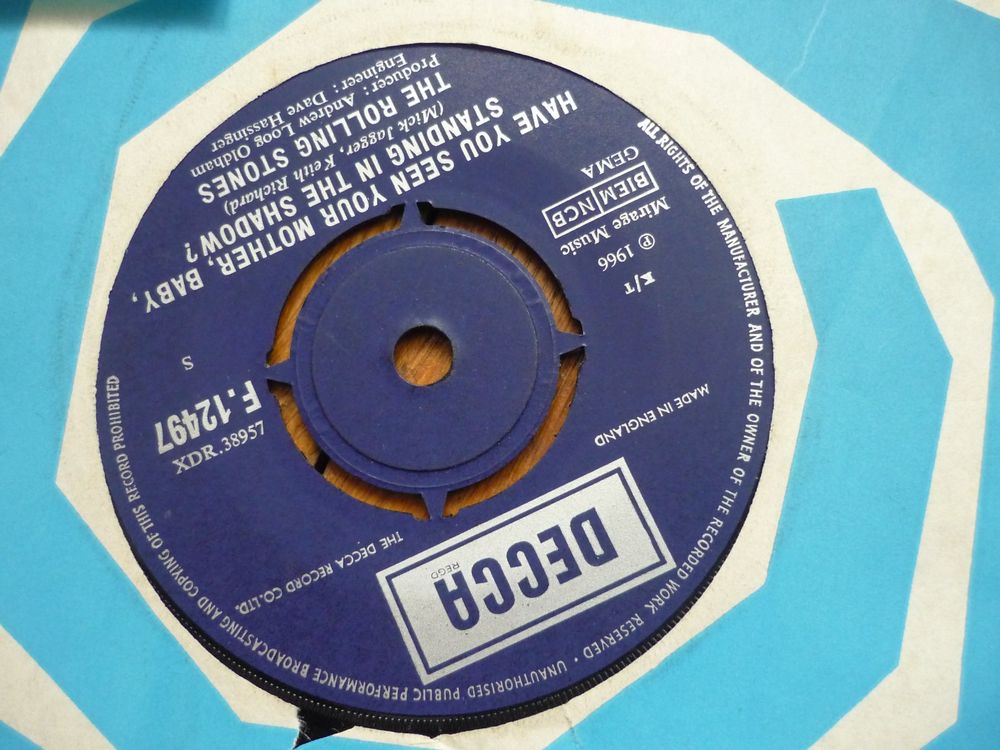 ALL RIGHTS OF THE MANUFACTURER AND OF THE OWNER OF THE RECORDED WORK RESERVED • UNAUTHORISED PUBLIC PERFORMANCE BROADCASTING AND COPYING OF THIS RECORD PROHIBITED
DECCA
REGD
THE DECCA RECORD CO. LTD.
MADE IN ENGLAND
XDR.38957
F.12497
S
K/T
℗ 1966
Mirage Music
BIEM NCB
GEMA
HAVE YOU SEEN YOUR MOTHER, BABY,
STANDING IN THE SHADOW?
(Mick Jagger, Keith Richard)
THE ROLLING STONES
Producer: Andrew Loog Oldham
Engineer: Dave Hassinger